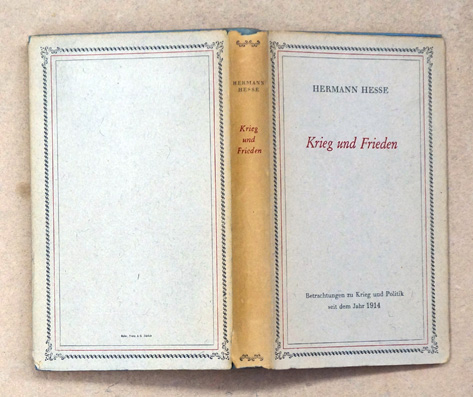 HERMANN
HESSE
Krieg
und
Frieden
HERMANN HESSE
Krieg und Frieden
Betrachtungen zu Krieg und Politik
seit dem Jahr 1914